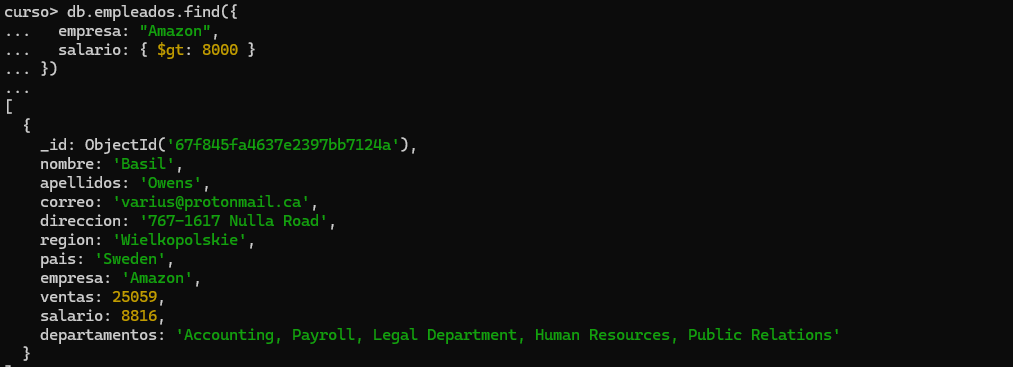 curso> db.empleados.find({
...   empresa: "Amazon",
...   salario: { $gt: 8000 }
... })
...
[
  {
    _id: ObjectId('67f845fa4637e2397bb7124a'),
    nombre: 'Basil',
    apellidos: 'Owens',
    correo: 'varius@protonmail.ca',
    direccion: '767-1617 Nulla Road',
    region: 'Wielkopolskie',
    pais: 'Sweden',
    empresa: 'Amazon',
    ventas: 25059,
    salario: 8816,
    departamentos: 'Accounting, Payroll, Legal Department, Human Resources, Public Relations'
  }